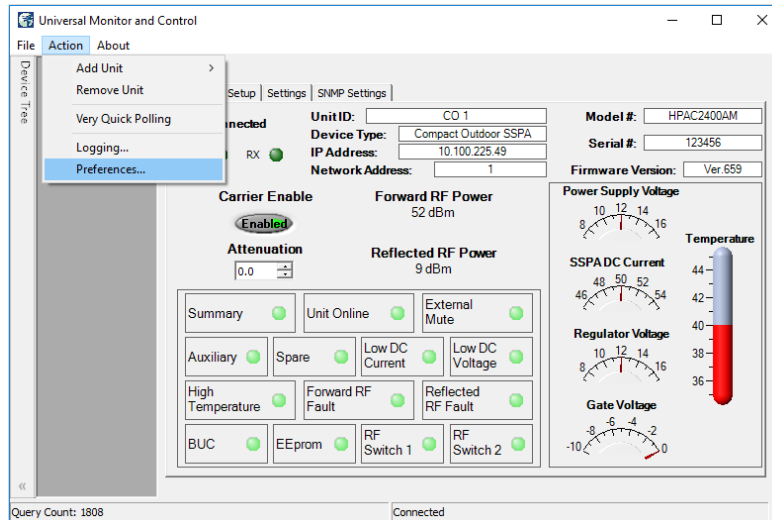 Universal Monitor and Control
File Action About
Device Tree
Add Unit
Remove Unit
Very Quick Polling
Logging...
Preferences...
Setup Settings SNMP Settings
RX
Unit ID: CO 1
Device Type: Compact Outdoor SSPA
IP Address: 10.100.225.49
Network Address: 1
Model #: HPAC2400AM
Serial #: 123456
Firmware Version: Ver.659
Carrier Enable
Enabled
Attenuation
0.0
Forward RF Power
52 dBm
Reflected RF Power
9 dBm
Summary
Unit Online
External
Mute
Auxiliary
Spare
Low DC
Current
Low DC
Voltage
High
Temperature
Forward RF
Fault
Reflected
RF Fault
BUC
EEprom
RF
Switch 1
RF
Switch 2
Power Supply Voltage
8 10 12 14 16
SSPA DC Current
46 48 50 52 54
Regulator Voltage
8 10 12 14 16
Gate Voltage
-10 -8 -6 -4 -2 0
Temperature
44
42
40
38
36
Query Count: 1808
Connected